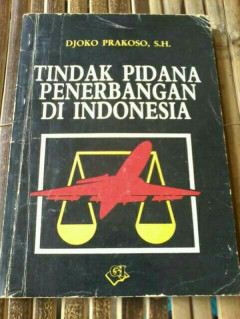 DJOKO PRAKOSO, S.H.
TINDAK PIDANA
PENERBANGAN
DI INDONESIA